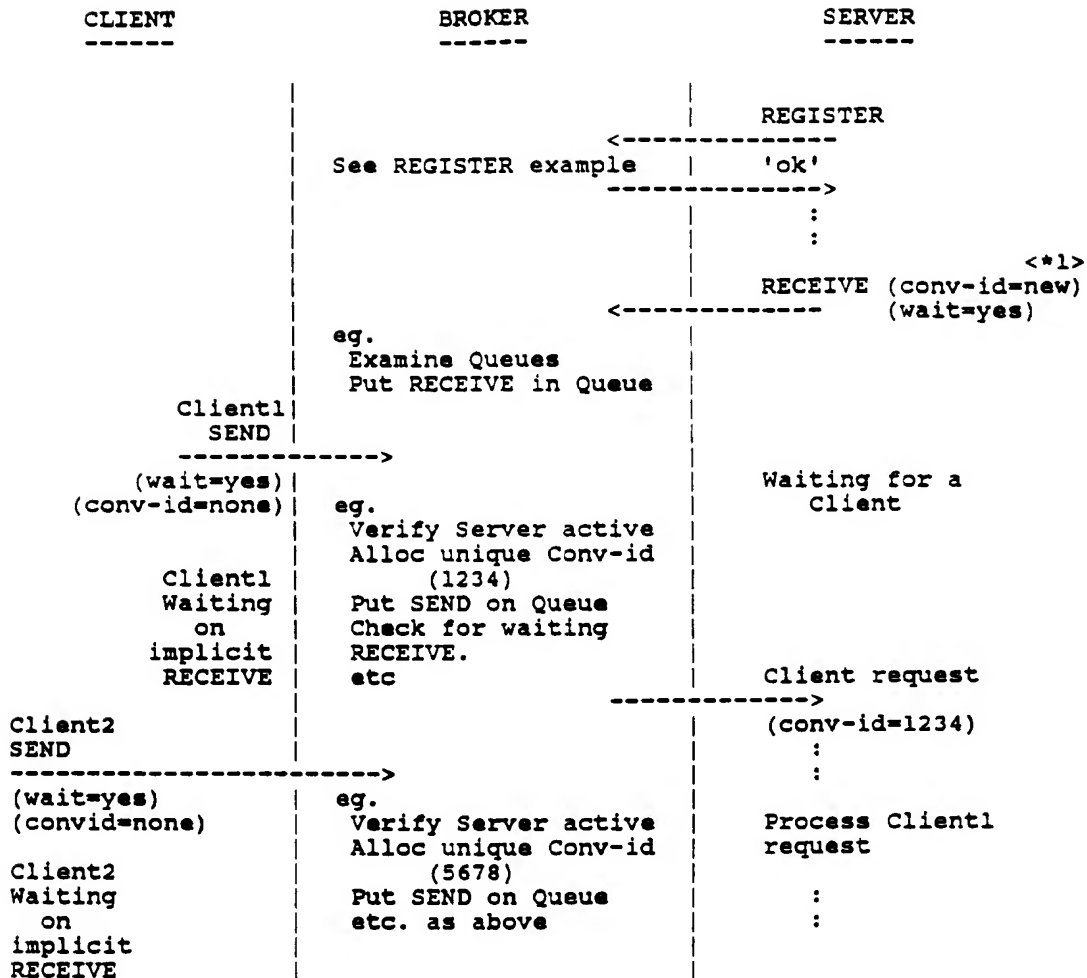 CLIENT BROKER SERVER
------ ------ ------
REGISTER
<--------------
See REGISTER example 'ok'
-------------->
:
:
<*1>
RECEIVE (conv-id=new)
<------------- (wait=yes)
eg.
Examine Queues
Put RECEIVE in Queue
Client1
SEND
------------->
(wait=yes) Waiting for a
(conv-id=none) eg. Client
Verify Server active
Alloc unique Conv-id
Client1 (1234)
Waiting Put SEND on Queue
on Check for waiting
implicit RECEIVE.
RECEIVE etc Client request
-------------->
Client2 (conv-id=1234)
SEND :
------------------------> :
(wait=yes) eg.
(convid=none) Verify Server active Process Client1
Alloc unique Conv-id request
Client2 (5678)
Waiting Put SEND on Queue :
on etc. as above :
implicit
RECEIVE